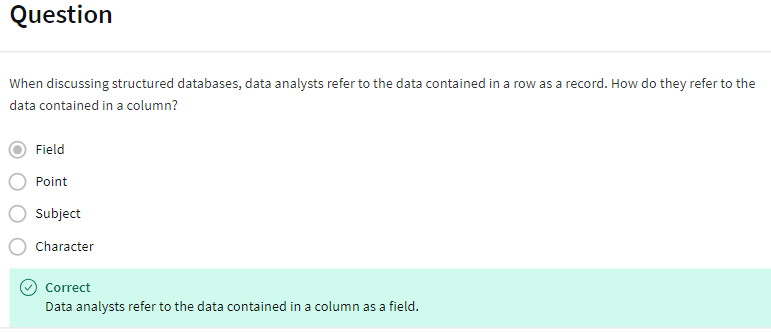 Question
When discussing structured databases, data analysts refer to the data contained in a row as a record. How do they refer to the
data contained in a column?
Field
Point
Subject
Character
Correct
Data analysts refer to the data contained in a column as a field.